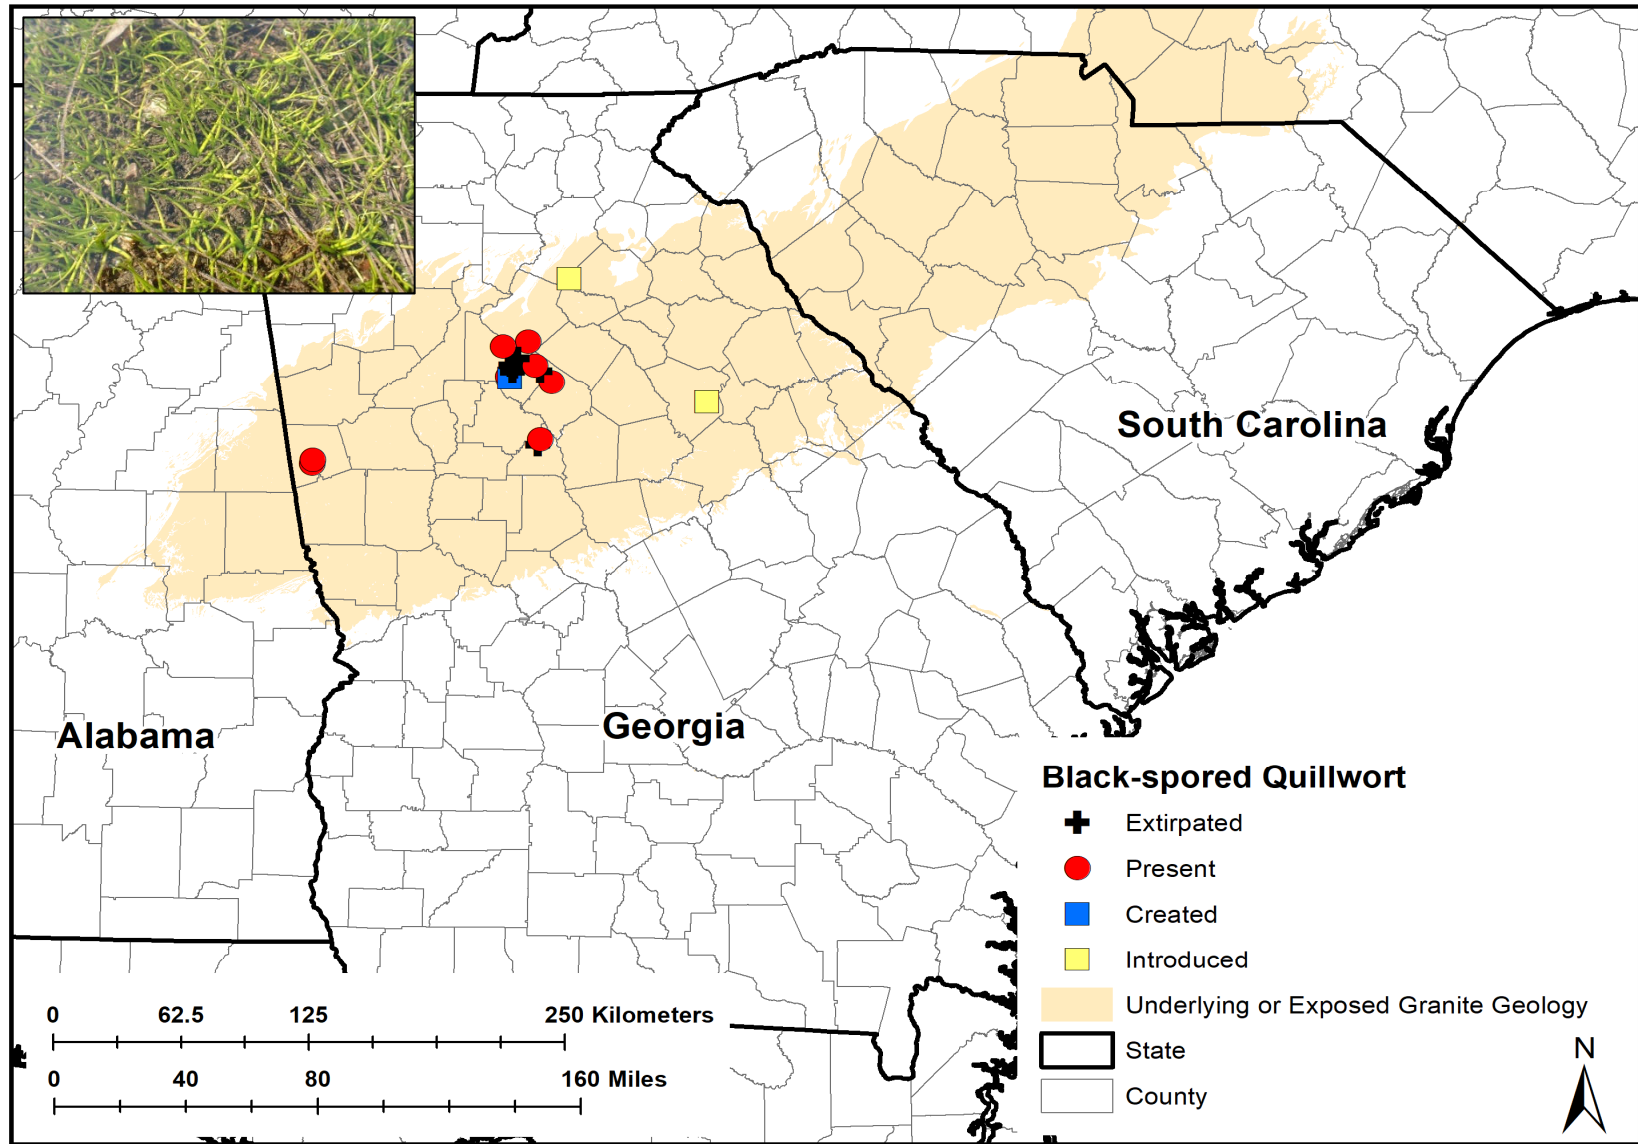 South Carolina
Georgia
Alabama
Black-spored Quillwort
Extirpated
Present
Created
Introduced
Underlying or Exposed Granite Geology
State
County
N
0 62.5 125 250 Kilometers
0 40 80 160 Miles